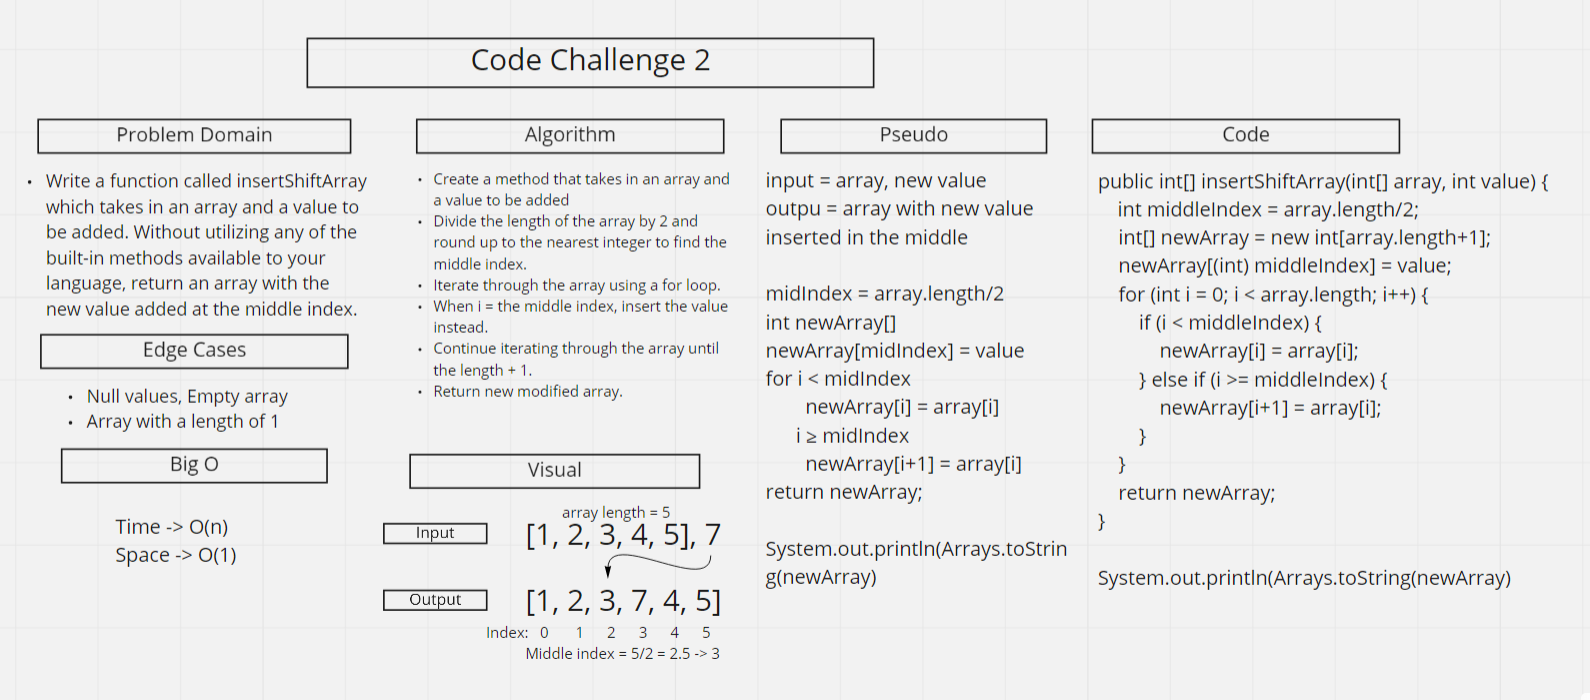 Code Challenge 2
Problem Domain
• Write a function called insertShiftArray
which takes in an array and a value to
be added. Without utilizing any of the
built-in methods available to your
language, return an array with the
new value added at the middle index.
Edge Cases
• Null values, Empty array
• Array with a length of 1
Big O
Time -> O(n)
Space -> O(1)
Algorithm
• Create a method that takes in an array and
a value to be added
• Divide the length of the array by 2 and
round up to the nearest integer to find the
middle index.
• Iterate through the array using a for loop.
• When i = the middle index, insert the value
instead.
• Continue iterating through the array until
the length + 1.
• Return new modified array.
Visual
array length = 5
Input
[1, 2, 3, 4, 5], 7
Output
[1, 2, 3, 7, 4, 5]
Index: 0 1 2 3 4 5
Middle index = 5/2 = 2.5 -> 3
Pseudo
input = array, new value
outpu = array with new value
inserted in the middle
midIndex = array.length/2
int newArray[]
newArray[midIndex] = value
for i < midIndex
newArray[i] = array[i]
i ≥ midIndex
newArray[i+1] = array[i]
return newArray;
System.out.println(Arrays.toStrin
g(newArray)
Code
public int[] insertShiftArray(int[] array, int value) {
int middleIndex = array.length/2;
int[] newArray = new int[array.length+1];
newArray[(int) middleIndex] = value;
for (int i = 0; i < array.length; i++) {
if (i < middleIndex) {
newArray[i] = array[i];
} else if (i >= middleIndex) {
newArray[i+1] = array[i];
}
}
return newArray;
}
System.out.println(Arrays.toString(newArray)